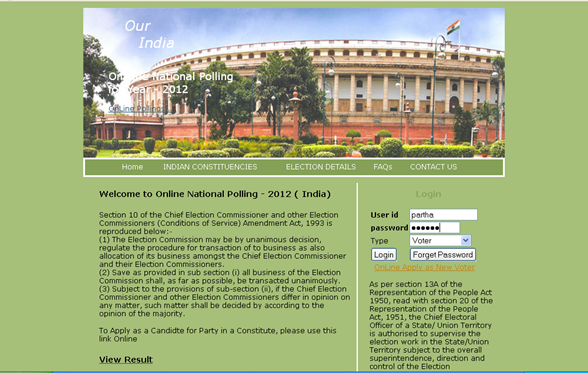 Our
India
Online National Polling
for Year - 2012
OnLine Pollings
Home INDIAN CONSTITUENCIES ELECTION DETAILS FAQs CONTACT US
Welcome to Online National Polling - 2012 ( India)
Section 10 of the Chief Election Commissioner and other Election
Commissioners (Conditions of Service) Amendment Act, 1993 is
reproduced below:-
(1) The Election Commission may be by unanimous decision,
regulate the procedure for transaction of to business as also
allocation of its business amongst the Chief Election Commissioner
and their Election Commissioners.
(2) Save as provided in sub section (i) all business of the Election
Commission shall, as far as possible, be transacted unanimously.
(3) Subject to the provisions of sub-section (ii), if the Chief Election
Commissioner and other Election Commissioners differ in opinion on
any matter, such matter shall be decided by according to the
opinion of the majority.
To Apply as a Candidte for Party in a Constitute, please use this
link Online
View Result
Login
User id partha
password ●●●●●●
Type Voter
Login Forget Password
OnLine Apply as New Voter
As per section 13A of the
Representation of the People Act
1950, read with section 20 of the
Representation of the People
Act, 1951, the Chief Electoral
Officer of a State/ Union Territory
is authorised to supervise the
election work in the State/Union
Territory subject to the overall
superintendence, direction and
control of the Election